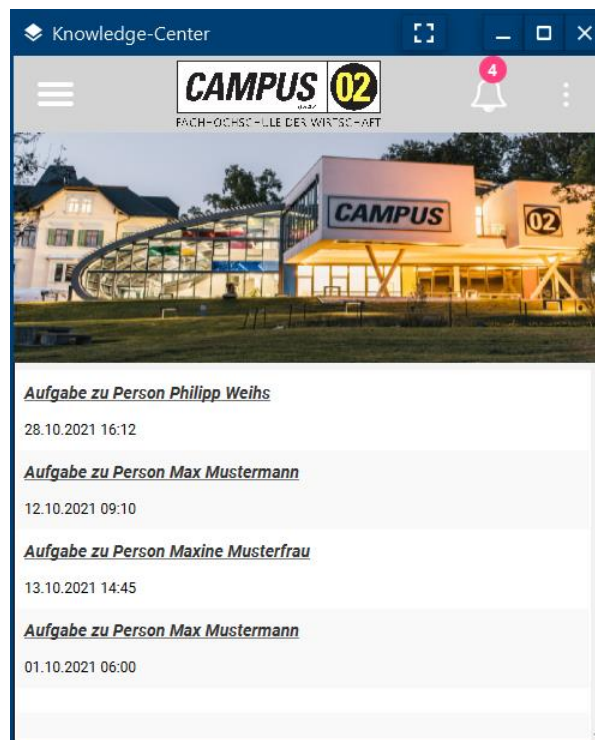 Knowledge-Center
4
CAMPUS 02
FACHHOCHSCHULE DER WIRTSCHAFT
CAMPUS 02
Aufgabe zu Person Philipp Weihs
28.10.2021 16:12
Aufgabe zu Person Max Mustermann
12.10.2021 09:10
Aufgabe zu Person Maxine Musterfrau
13.10.2021 14:45
Aufgabe zu Person Max Mustermann
01.10.2021 06:00